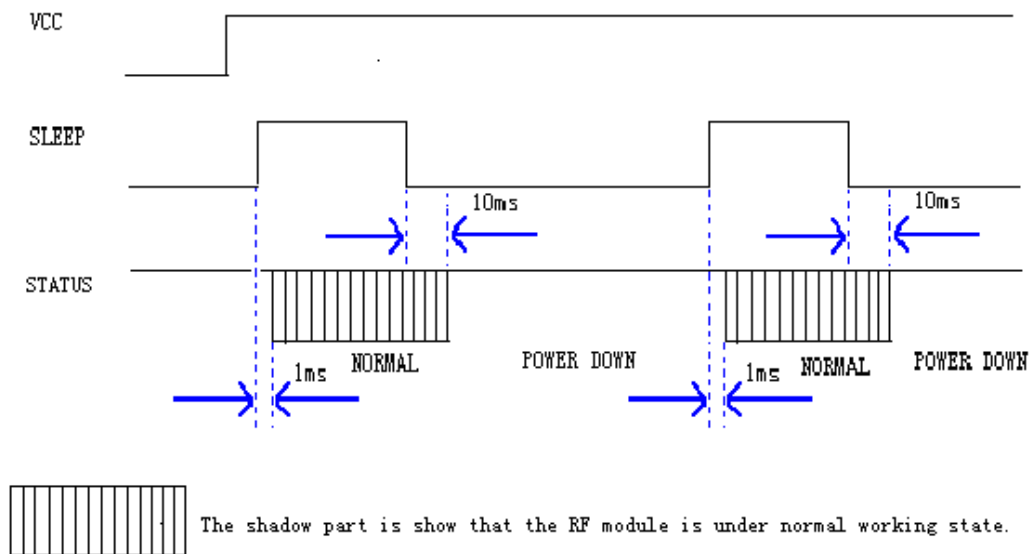 VCC
SLEEP
10ms
10ms
STATUS
1ms
NORMAL
POWER DOWN
1ms
NORMAL
POWER DOWN
The shadow part is show that the RF module is under normal working state.